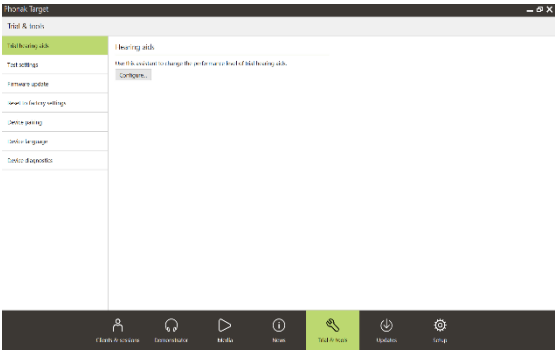 Phonak Target
Trial & tools
Trial hearing aids
Test settings
Firmware update
Reset to factory settings
Device pairing
Device language
Device diagnostics
Hearing aids
Use this assistant to change the performance level of trial hearing aids.
Configure...
Clients & sessions
Demonstrator
Media
News
Trial & tools
Updates
Setup